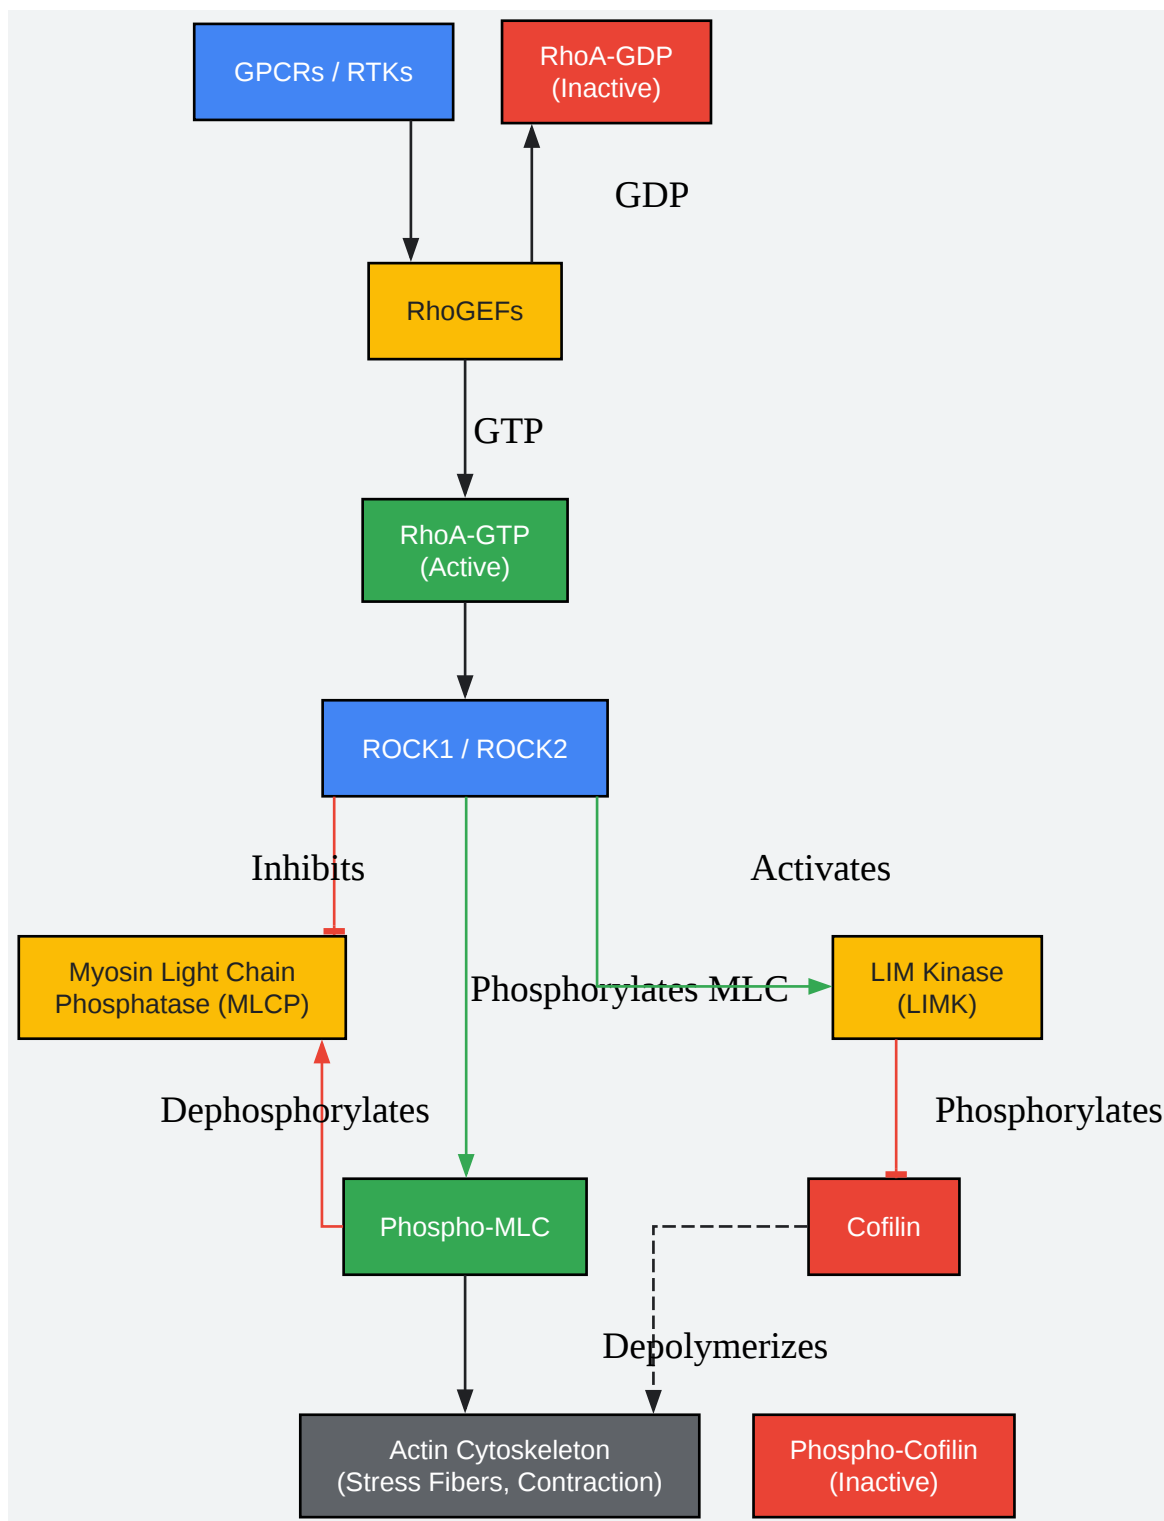 GPCRs / RTKs
RhoA-GDP
(Inactive)
GDP
RhoGEFs
GTP
RhoA-GTP
(Active)
ROCK1 / ROCK2
Inhibits
Activates
Myosin Light Chain
Phosphatase (MLCP)
Phosphorylates MLC
LIM Kinase
(LIMK)
Dephosphorylates
Phosphorylates
Phospho-MLC
Cofilin
Depolymerizes
Actin Cytoskeleton
(Stress Fibers, Contraction)
Phospho-Cofilin
(Inactive)